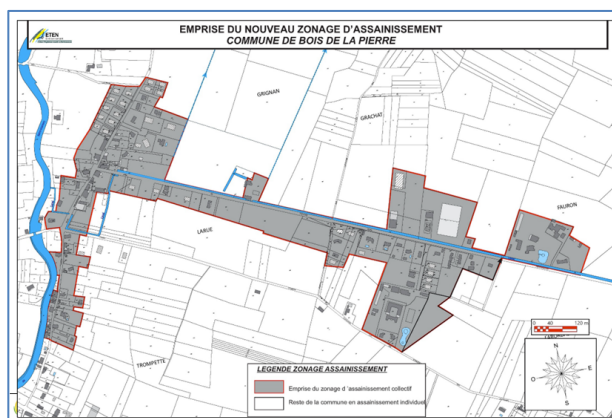 ETEN
EMPRISE DU NOUVEAU ZONAGE D'ASSAINISSEMENT
COMMUNE DE BOIS DE LA PIERRE
GRIGNAN
GRACHAT
FAURON
LARUE
TROMPETTE
0 40 120 m
N
O
E
S
LEGENDE ZONAGE ASSAINISSEMENT
Emprise du zonage d 'assainissement collectif
Reste de la commune en assainissement individuel